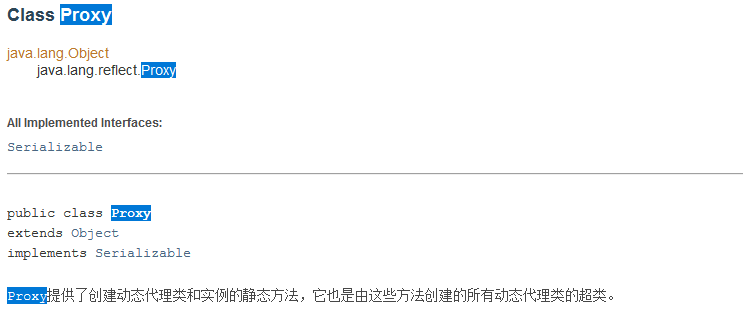 Class Proxy
java.lang.Object
java.lang.reflect.Proxy
All Implemented Interfaces:
Serializable
public class Proxy
extends Object
implements Serializable
Proxy提供了创建动态代理类和实例的静态方法，它也是由这些方法创建的所有动态代理类的超类。